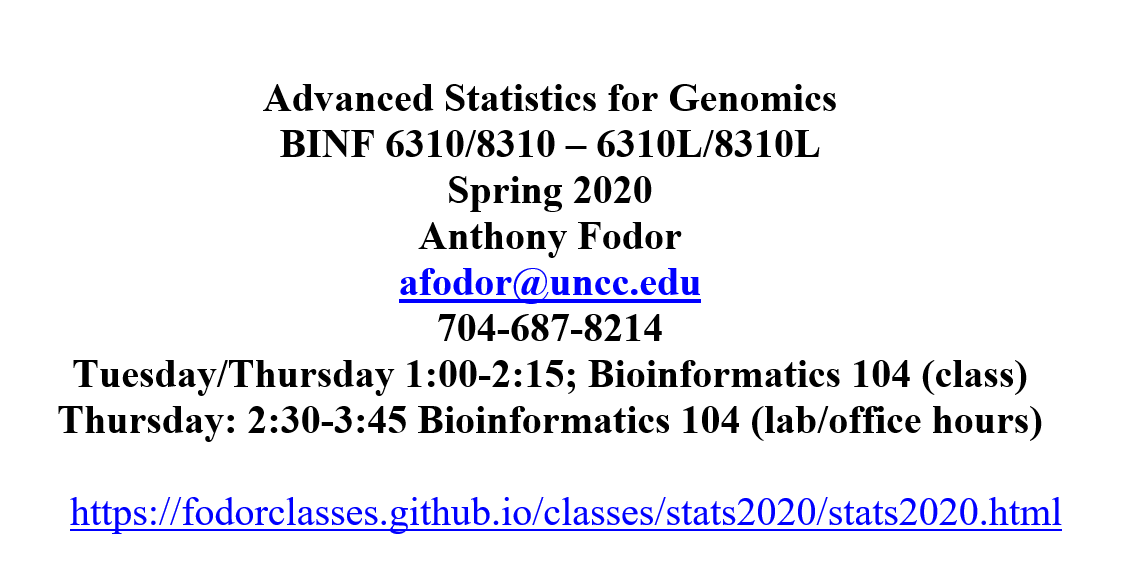 Advanced Statistics for Genomics
BINF 6310/8310 – 6310L/8310L
Spring 2020
Anthony Fodor
afodor@uncc.edu
704-687-8214
Tuesday/Thursday 1:00-2:15; Bioinformatics 104 (class)
Thursday: 2:30-3:45 Bioinformatics 104 (lab/office hours)
https://fodorclasses.github.io/classes/stats2020/stats2020.html